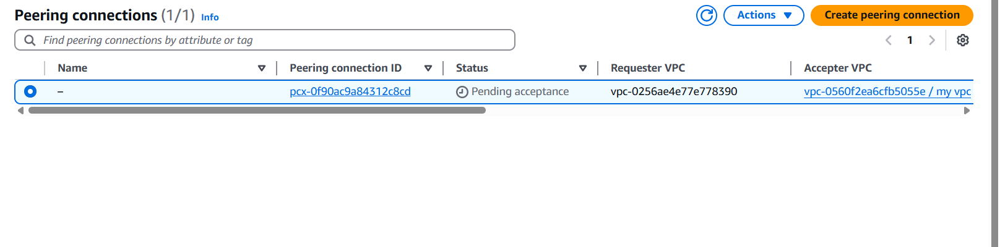 Peering connections (1/1) Info
Actions
Create peering connection
Find peering connections by attribute or tag
1
Name Peering connection ID Status Requester VPC Accepter VPC
– pcx-0f90ac9a84312c8cd Pending acceptance vpc-0256ae4e77e778390 vpc-0560f2ea6cfb5055e / my vpc